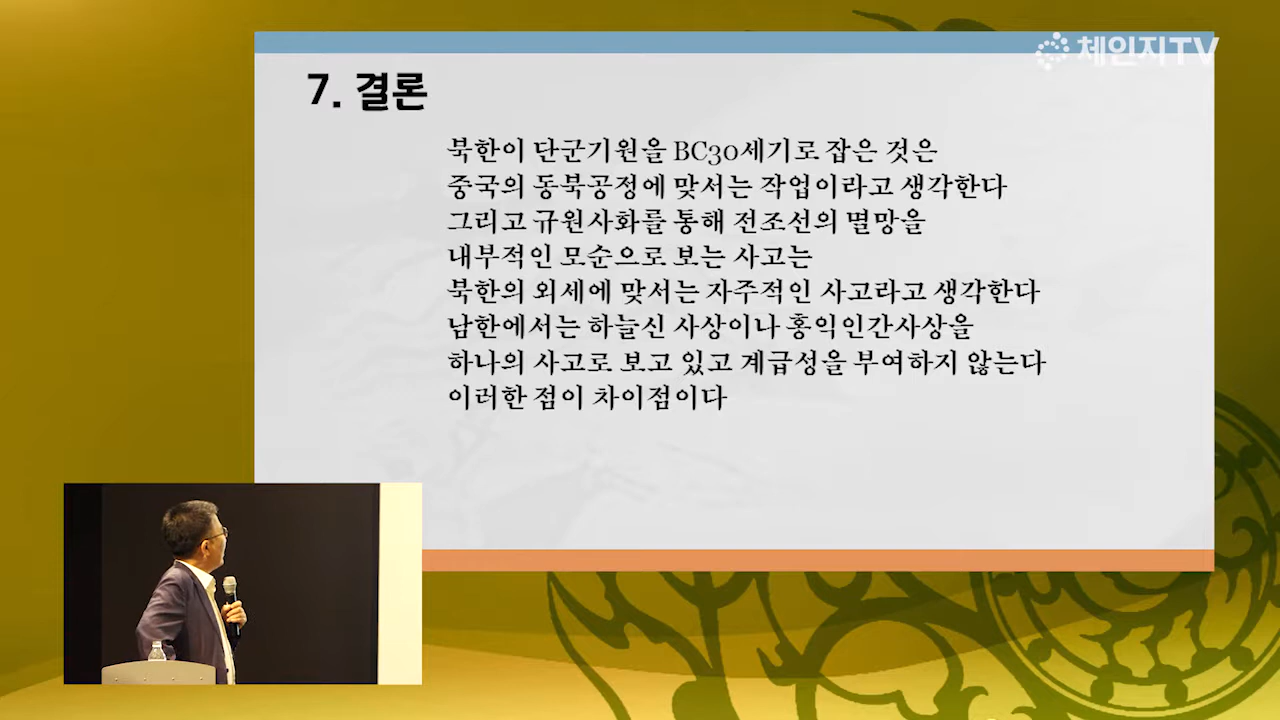 체인지TV
7. 결론
북한이 단군기원을 BC30세기로 잡은 것은
중국의 동북공정에 맞서는 작업이라고 생각한다
그리고 규원사화를 통해 전조선의 멸망을
내부적인 모순으로 보는 사고는
북한의 외세에 맞서는 자주적인 사고라고 생각한다
남한에서는 하늘신 사상이나 홍익인간사상을
하나의 사고로 보고 있고 계급성을 부여하지 않는다
이러한 점이 차이점이다